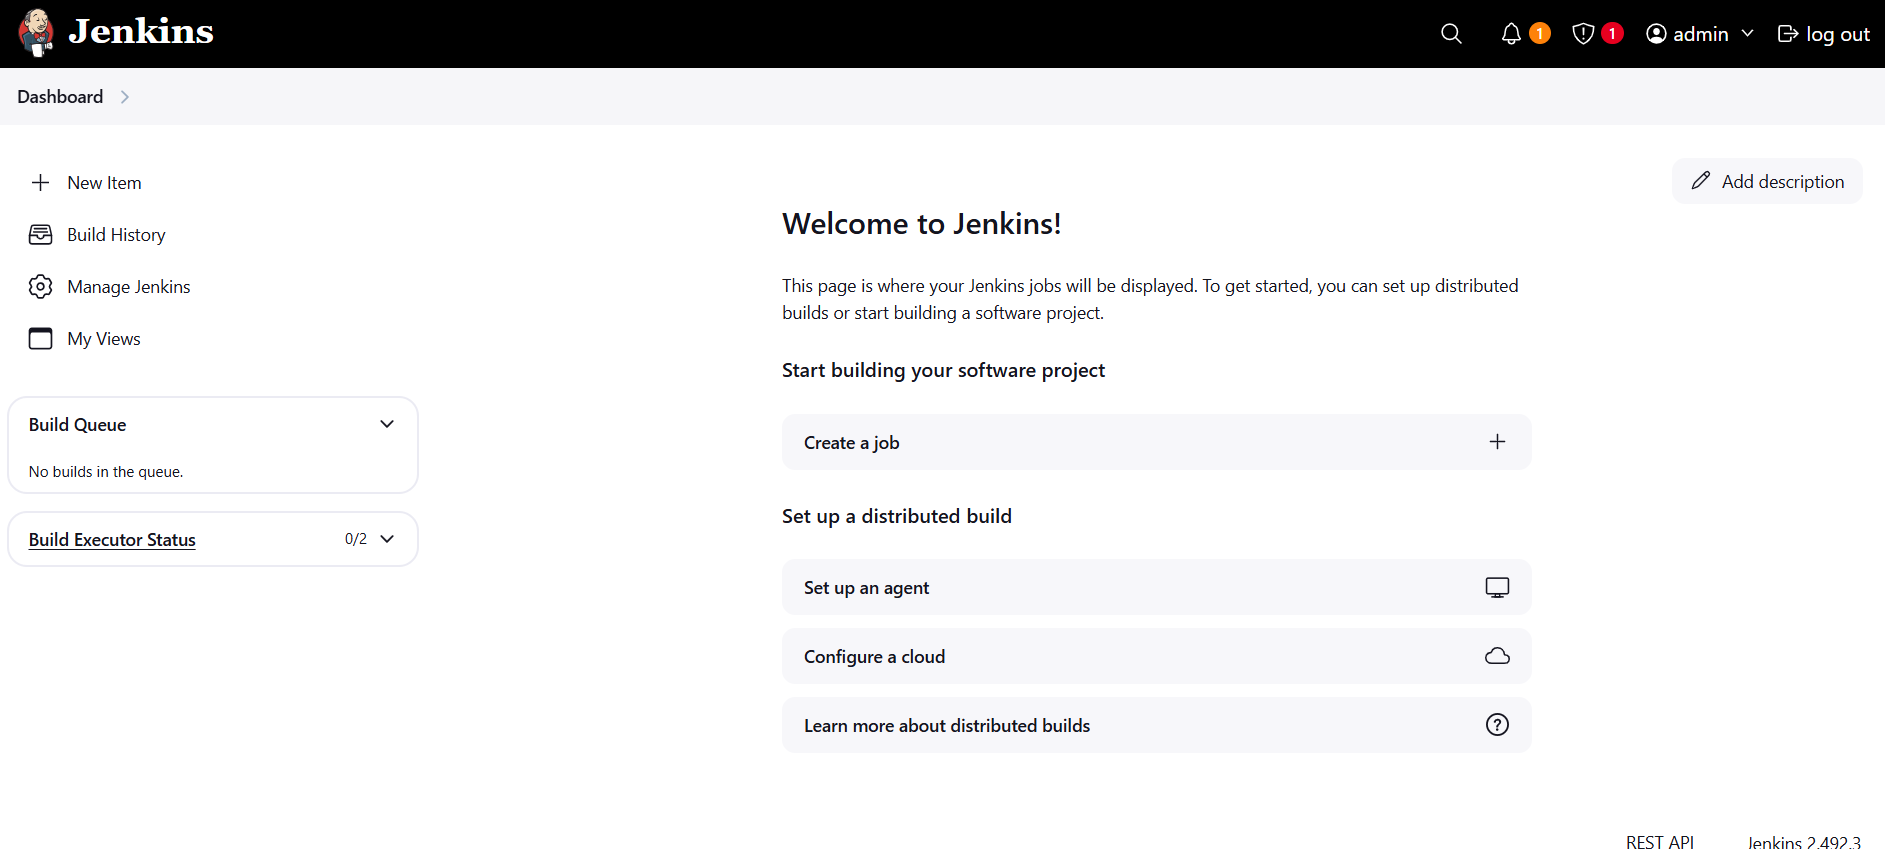 Jenkins
1
1
admin
log out
Dashboard
New Item
Build History
Manage Jenkins
My Views
Build Queue
No builds in the queue.
Build Executor Status
0/2
Add description
Welcome to Jenkins!
This page is where your Jenkins jobs will be displayed. To get started, you can set up distributed
builds or start building a software project.
Start building your software project
Create a job
Set up a distributed build
Set up an agent
Configure a cloud
Learn more about distributed builds
REST API
Jenkins 2.492.3